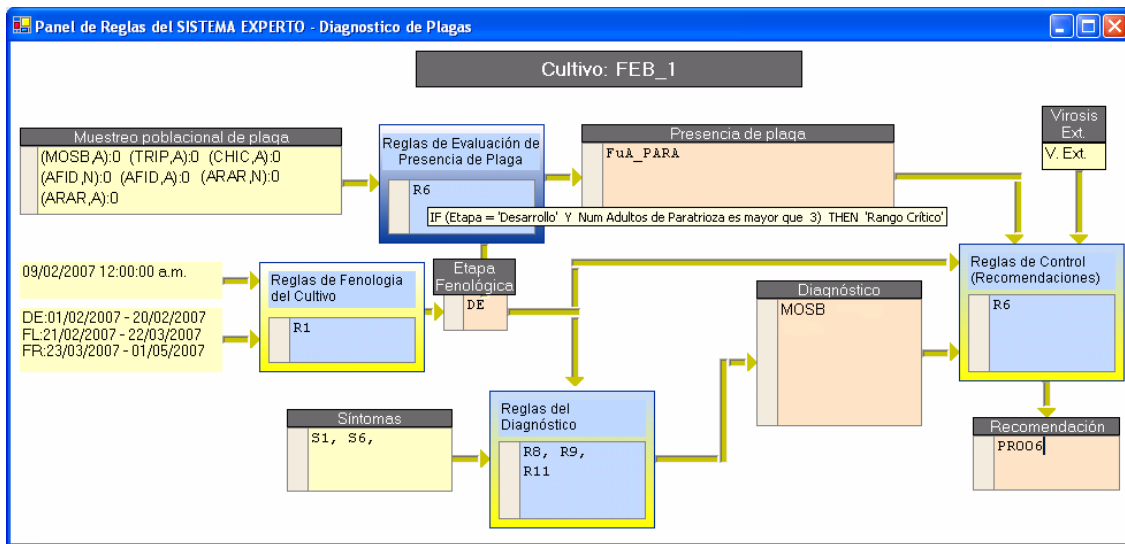 Panel de Reglas del SISTEMA EXPERTO - Diagnostico de Plagas
Cultivo: FEB_1
Muestreo poblacional de plaga
(MOSB,A):0 (TRIP,A):0 (CHIC,A):0
(AFID,N):0 (AFID,A):0 (ARAR,N):0
(ARAR,A):0
Reglas de Evaluación de
Presencia de Plaga
R6
Presencia de plaga
FuA_PARA
Virosis
Ext.
V. Ext.
IF (Etapa = 'Desarrollo' Y Num Adultos de Paratrioza es mayor que 3) THEN 'Rango Crítico'
09/02/2007 12:00:00 a.m.
DE:01/02/2007 - 20/02/2007
FL:21/02/2007 - 22/03/2007
FR:23/03/2007 - 01/05/2007
Reglas de Fenologia
del Cultivo
R1
Etapa
Fenológica
DE
Diagnóstico
MOSB
Reglas de Control
(Recomendaciones)
R6
Síntomas
S1, S6,
Reglas del
Diagnóstico
R8, R9,
R11
Recomendación
PR006